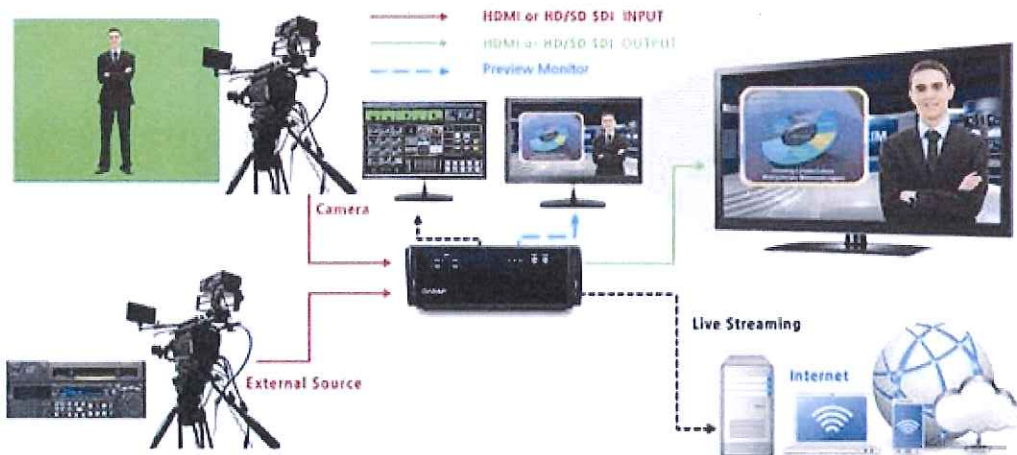 HDMI or HD/SD SDI INPUT
HDMI or HD/SD SDI OUTPUT
Preview Monitor
Camera
External Source
Live Streaming
Internet